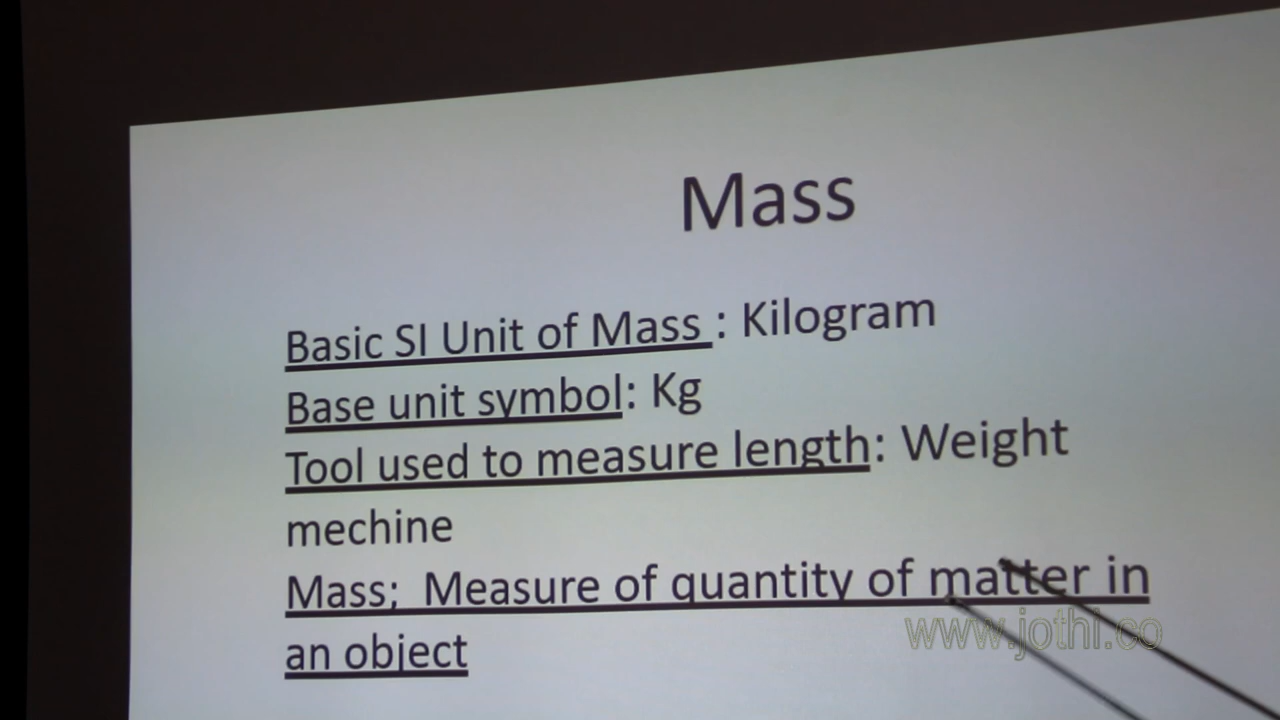 Mass
Basic SI Unit of Mass : Kilogram
Base unit symbol: Kg
Tool used to measure length: Weight
mechine
Mass; Measure of quantity of matter in
an object
www.jothi.co